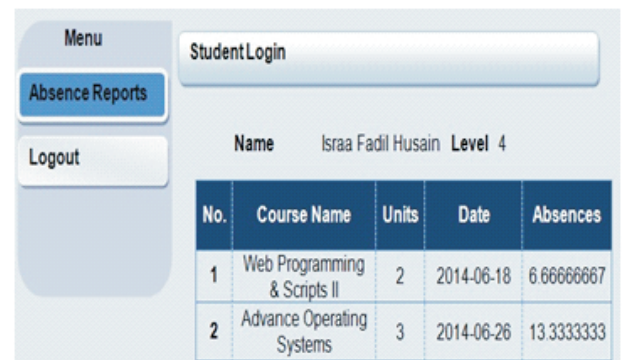 Menu
Absence Reports
Logout
Student Login
Name Israa Fadil Husain Level 4
No. Course Name Units Date Absences
1 Web Programming & Scripts II 2 2014-06-18 6.66666667
2 Advance Operating Systems 3 2014-06-26 13.3333333